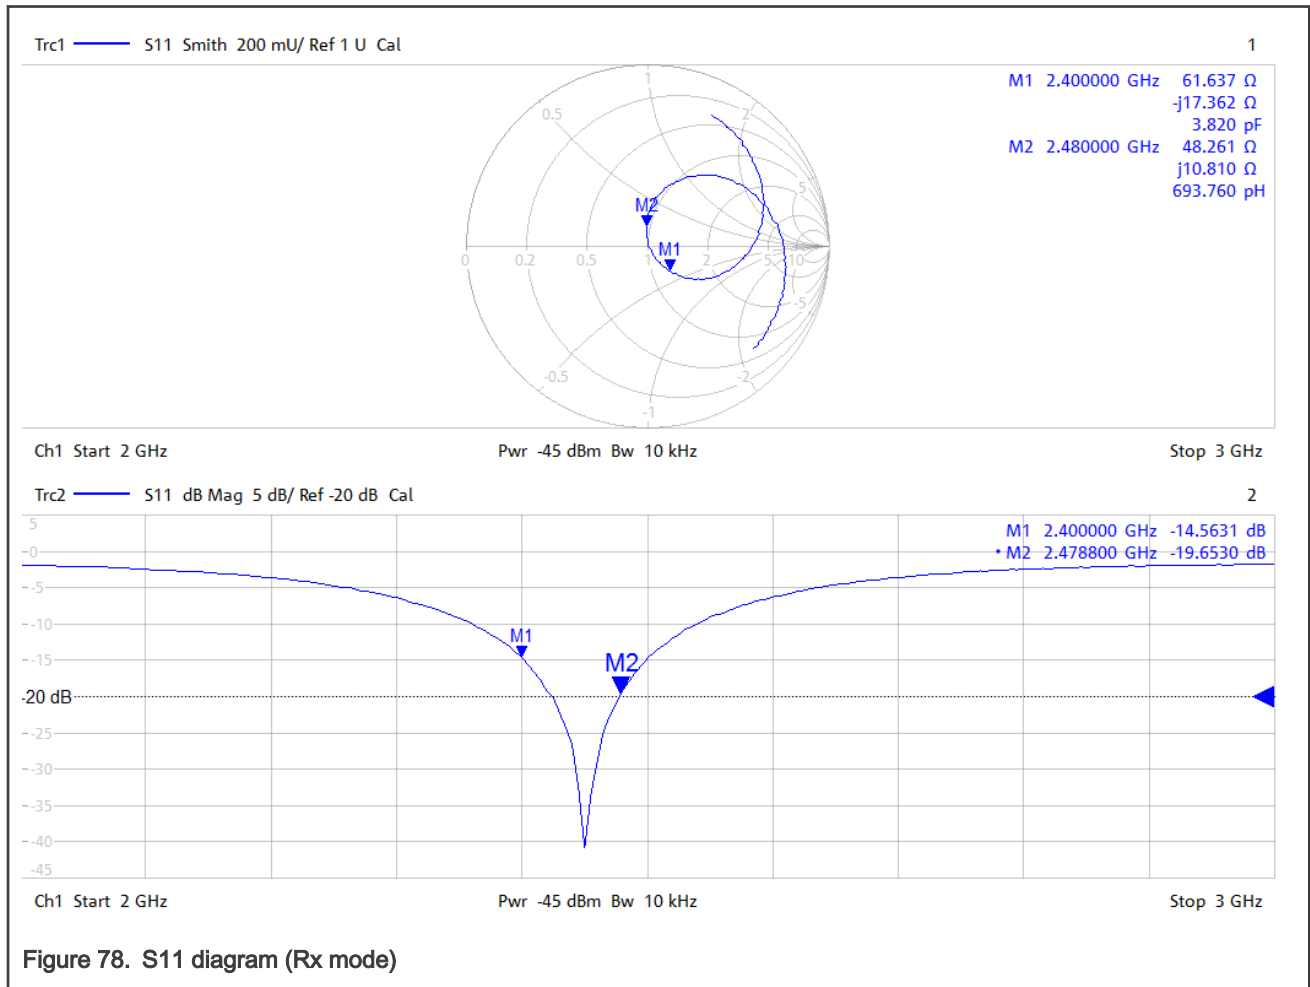 Trc1 S11 Smith 200 mU/ Ref 1 U Cal 1
M1 2.400000 GHz 61.637 Ω
-j17.362 Ω
3.820 pF
M2 2.480000 GHz 48.261 Ω
j10.810 Ω
693.760 pH
1
0.5 2
5
M2
M1
0 0.2 0.5 1 2 5 10
-5
-0.5 -2
-1
Ch1 Start 2 GHz Pwr -45 dBm Bw 10 kHz Stop 3 GHz
Trc2 S11 dB Mag 5 dB/ Ref -20 dB Cal 2
M1 2.400000 GHz -14.5631 dB
• M2 2.478800 GHz -19.6530 dB
5
0
-5
-10
M1
-15
M2
-20 dB
-25
-30
-35
-40
-45
Ch1 Start 2 GHz Pwr -45 dBm Bw 10 kHz Stop 3 GHz
Figure 78. S11 diagram (Rx mode)